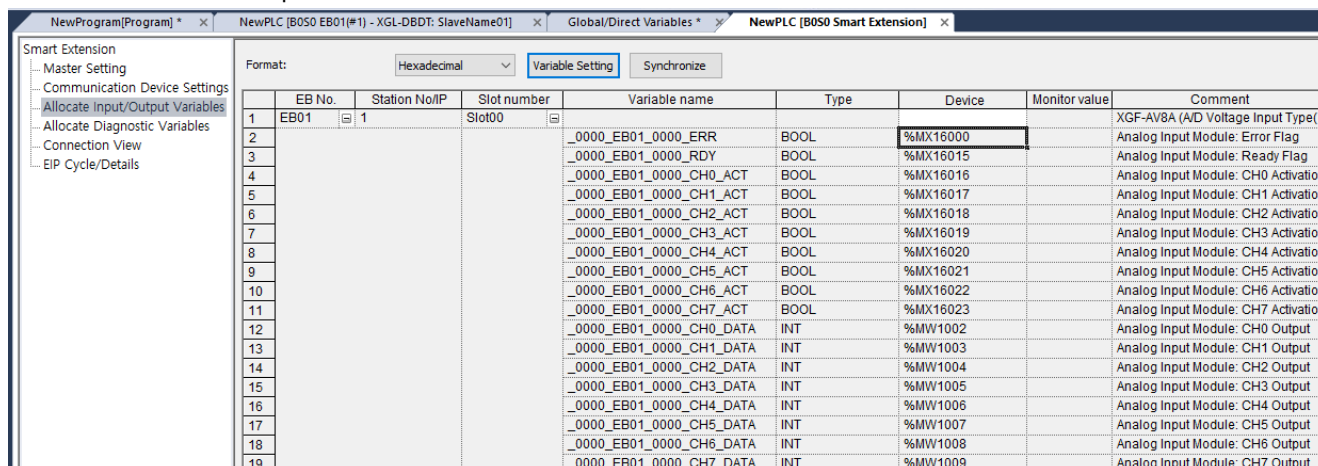 NewProgram[Program] * × NewPLC [B0S0 EB01(#1) - XGL-DBDT: SlaveName01] × Global/Direct Variables * × NewPLC [B0S0 Smart Extension] ×
Smart Extension
Master Setting
Communication Device Settings
Allocate Input/Output Variables
Allocate Diagnostic Variables
Connection View
EIP Cycle/Details
Format: Hexadecimal Variable Setting Synchronize
EB No. Station No/IP Slot number Variable name Type Device Monitor value Comment
1 EB01 1 Slot00 XGF-AV8A (A/D Voltage Input Type(
2 _0000_EB01_0000_ERR BOOL %MX16000 Analog Input Module: Error Flag
3 _0000_EB01_0000_RDY BOOL %MX16015 Analog Input Module: Ready Flag
4 _0000_EB01_0000_CH0_ACT BOOL %MX16016 Analog Input Module: CH0 Activatio
5 _0000_EB01_0000_CH1_ACT BOOL %MX16017 Analog Input Module: CH1 Activatio
6 _0000_EB01_0000_CH2_ACT BOOL %MX16018 Analog Input Module: CH2 Activatio
7 _0000_EB01_0000_CH3_ACT BOOL %MX16019 Analog Input Module: CH3 Activatio
8 _0000_EB01_0000_CH4_ACT BOOL %MX16020 Analog Input Module: CH4 Activatio
9 _0000_EB01_0000_CH5_ACT BOOL %MX16021 Analog Input Module: CH5 Activatio
10 _0000_EB01_0000_CH6_ACT BOOL %MX16022 Analog Input Module: CH6 Activatio
11 _0000_EB01_0000_CH7_ACT BOOL %MX16023 Analog Input Module: CH7 Activatio
12 _0000_EB01_0000_CH0_DATA INT %MW1002 Analog Input Module: CH0 Output
13 _0000_EB01_0000_CH1_DATA INT %MW1003 Analog Input Module: CH1 Output
14 _0000_EB01_0000_CH2_DATA INT %MW1004 Analog Input Module: CH2 Output
15 _0000_EB01_0000_CH3_DATA INT %MW1005 Analog Input Module: CH3 Output
16 _0000_EB01_0000_CH4_DATA INT %MW1006 Analog Input Module: CH4 Output
17 _0000_EB01_0000_CH5_DATA INT %MW1007 Analog Input Module: CH5 Output
18 _0000_EB01_0000_CH6_DATA INT %MW1008 Analog Input Module: CH6 Output
19 _0000_EB01_0000_CH7_DATA INT %MW1009 Analog Input Module: CH7 Output